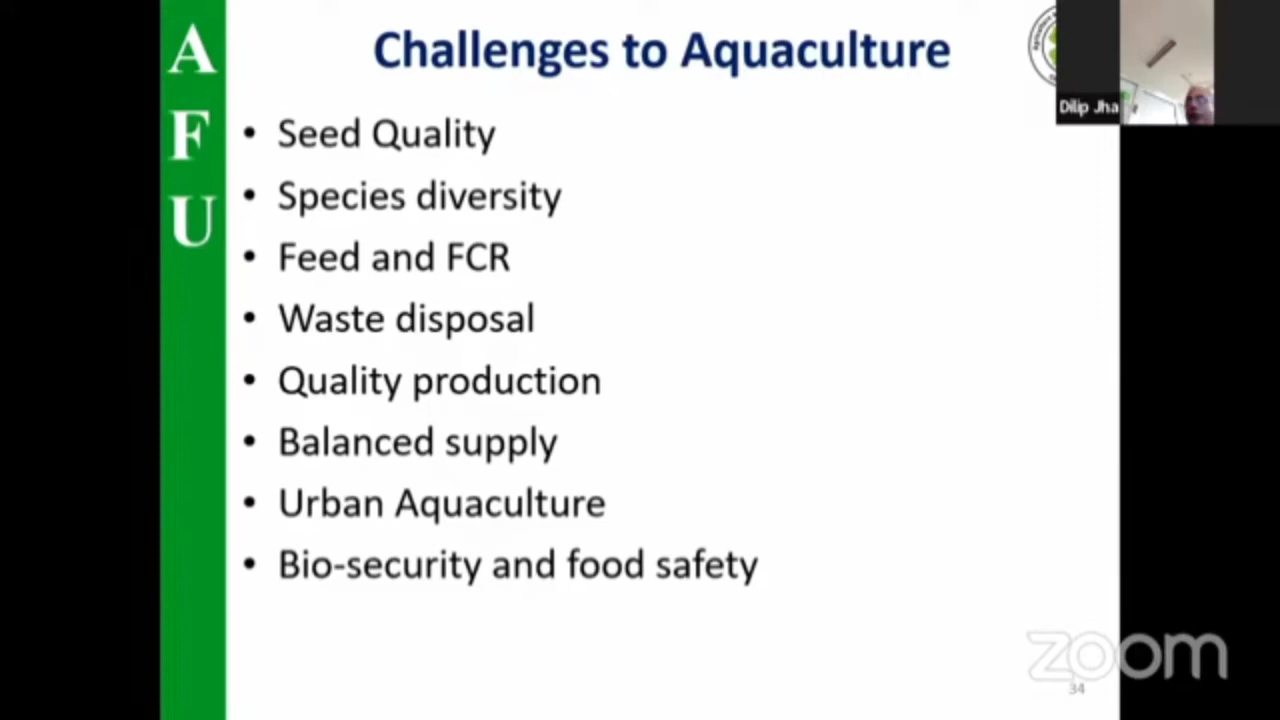 A
F
U
Challenges to Aquaculture
Dilip Jha
• Seed Quality
• Species diversity
• Feed and FCR
• Waste disposal
• Quality production
• Balanced supply
• Urban Aquaculture
• Bio-security and food safety
zoom
34